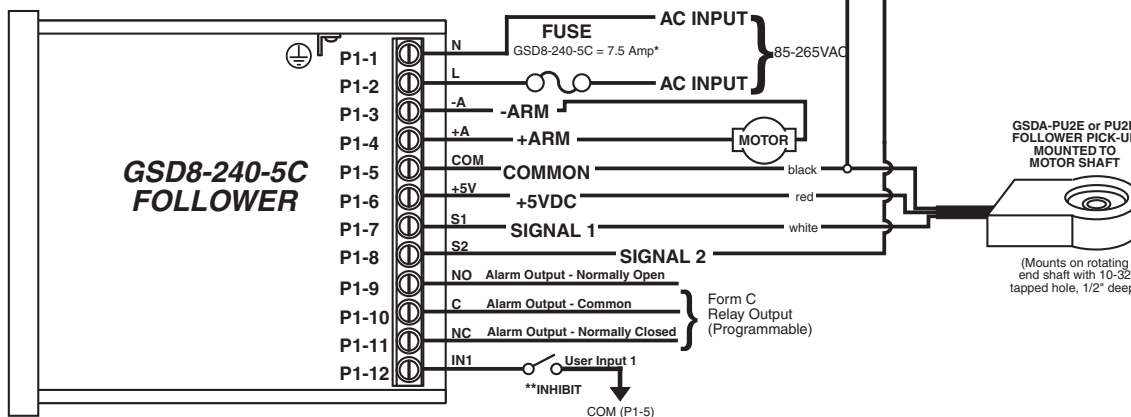 AC INPUT
N
FUSE
GSD8-240-5C = 7.5 Amp*
85-265VAC
P1-1
L
AC INPUT
P1-2
-A
-ARM
P1-3
+A
+ARM
MOTOR
P1-4
COM
COMMON
black
P1-5
+5V
+5VDC
red
P1-6
S1
SIGNAL 1
white
P1-7
S2
SIGNAL 2
P1-8
NO Alarm Output - Normally Open
P1-9
C Alarm Output - Common
P1-10
NC Alarm Output - Normally Closed
P1-11
Form C
Relay Output
(Programmable)
IN1
User Input 1
P1-12
**INHIBIT
COM (P1-5)
GSD8-240-5C
FOLLOWER
GSDA-PU2E or
FOLLOWER
MOUNTED TO
MOTOR SHAFT
(Mounts on rotating
end shaft with 10-32
tapped hole, 1/2" deep